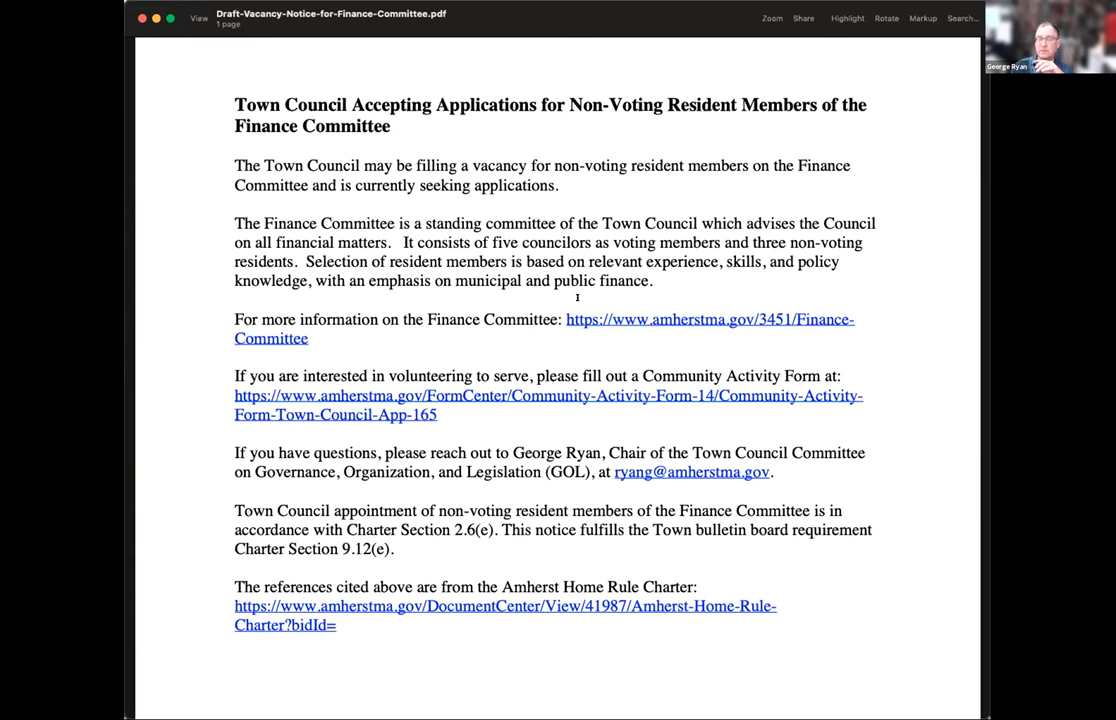 View
Draft-Vacancy-Notice-for-Finance-Committee.pdf
1 page
Zoom Share Highlight Rotate Markup Search...
George Ryan
Town Council Accepting Applications for Non-Voting Resident Members of the
Finance Committee
The Town Council may be filling a vacancy for non-voting resident members on the Finance
Committee and is currently seeking applications.
The Finance Committee is a standing committee of the Town Council which advises the Council
on all financial matters. It consists of five councilors as voting members and three non-voting
residents. Selection of resident members is based on relevant experience, skills, and policy
knowledge, with an emphasis on municipal and public finance.
For more information on the Finance Committee: https://www.amherstma.gov/3451/Finance-
Committee
If you are interested in volunteering to serve, please fill out a Community Activity Form at:
https://www.amherstma.gov/FormCenter/Community-Activity-Form-14/Community-Activity-
Form-Town-Council-App-165
If you have questions, please reach out to George Ryan, Chair of the Town Council Committee
on Governance, Organization, and Legislation (GOL), at ryang@amherstma.gov.
Town Council appointment of non-voting resident members of the Finance Committee is in
accordance with Charter Section 2.6(e). This notice fulfills the Town bulletin board requirement
Charter Section 9.12(e).
The references cited above are from the Amherst Home Rule Charter:
https://www.amherstma.gov/DocumentCenter/View/41987/Amherst-Home-Rule-
Charter?bidId=